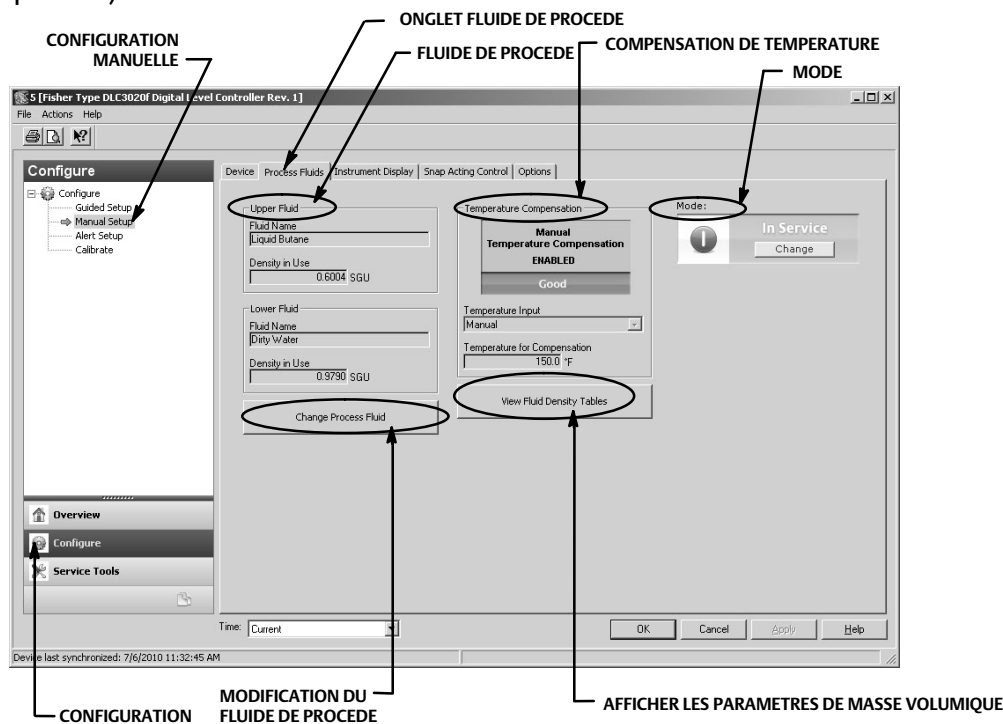 ONGLET FLUIDE DE PROCEDE
CONFIGURATION
MANUELLE
FLUIDE DE PROCEDE
COMPENSATION DE TEMPERATURE
MODE
5 [Fisher Type DLC3020f Digital Level Controller Rev. 1]
File Actions Help
Configure
Device Process Fluids Instrument Display Snap Acting Control Options
Configure
Guided Setup
Manual Setup
Alert Setup
Calibrate
Upper Fluid
Fluid Name
Liquid Butane
Density in Use
0.6004 SGU
Lower Fluid
Fluid Name
Dirty Water
Density in Use
0.9790 SGU
Change Process Fluid
Temperature Compensation
Manual
Temperature Compensation
ENABLED
Good
Temperature Input
Manual
Temperature for Compensation
150.0 °F
View Fluid Density Tables
Mode:
In Service
Change
Overview
Configure
Service Tools
Time: Current
OK Cancel Apply Help
Device last synchronized: 7/6/2010 11:32:45 AM
CONFIGURATION
MODIFICATION DU
FLUIDE DE PROCEDE
AFFICHER LES PARAMETRES DE MASSE VOLUMIQUE